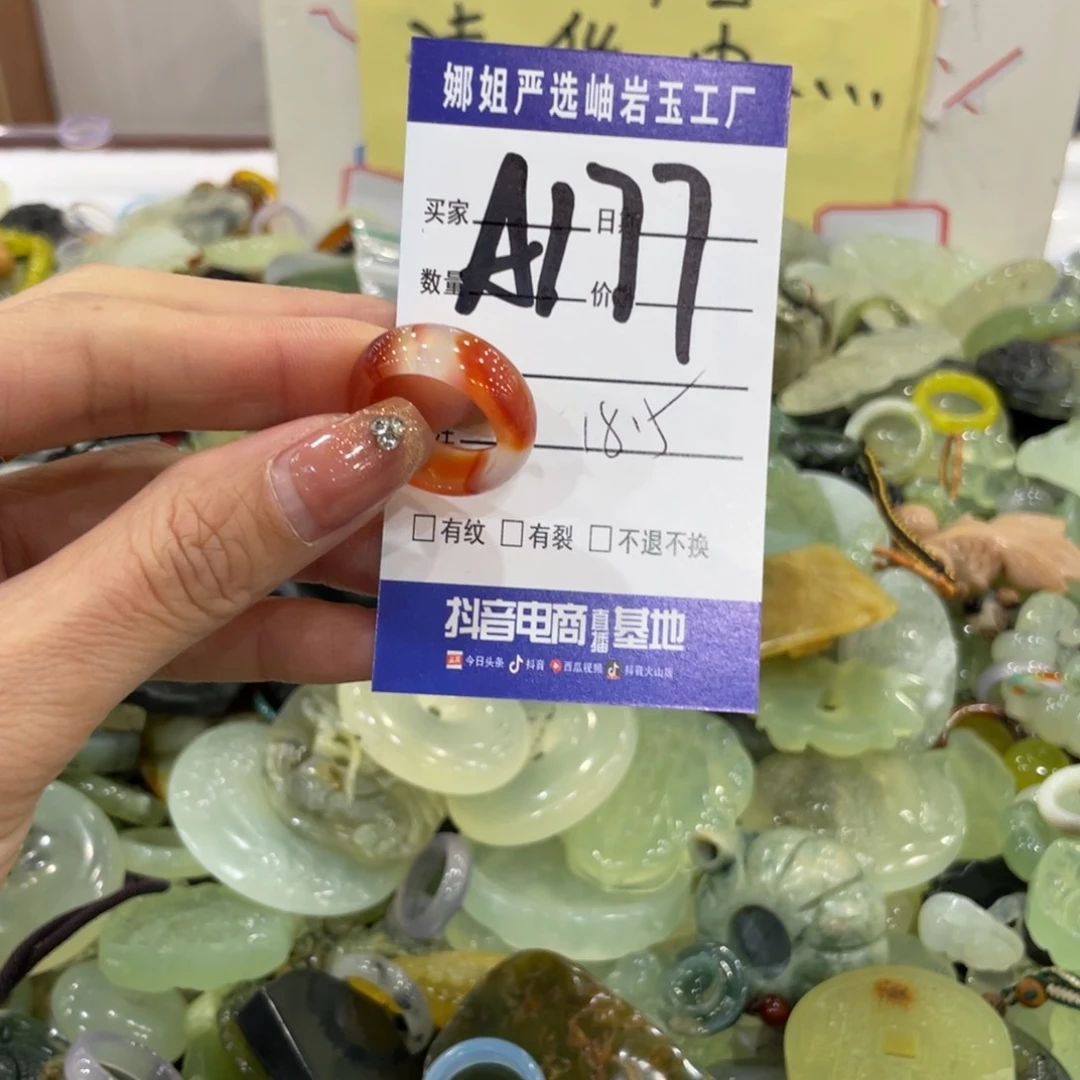 娜姐严选岫岩玉工厂
A177
买家 日期
数量 价
注 18.5
有纹 有裂 不退不换
抖音电商直播基地
今日头条 抖音 西瓜视频 抖音火山版